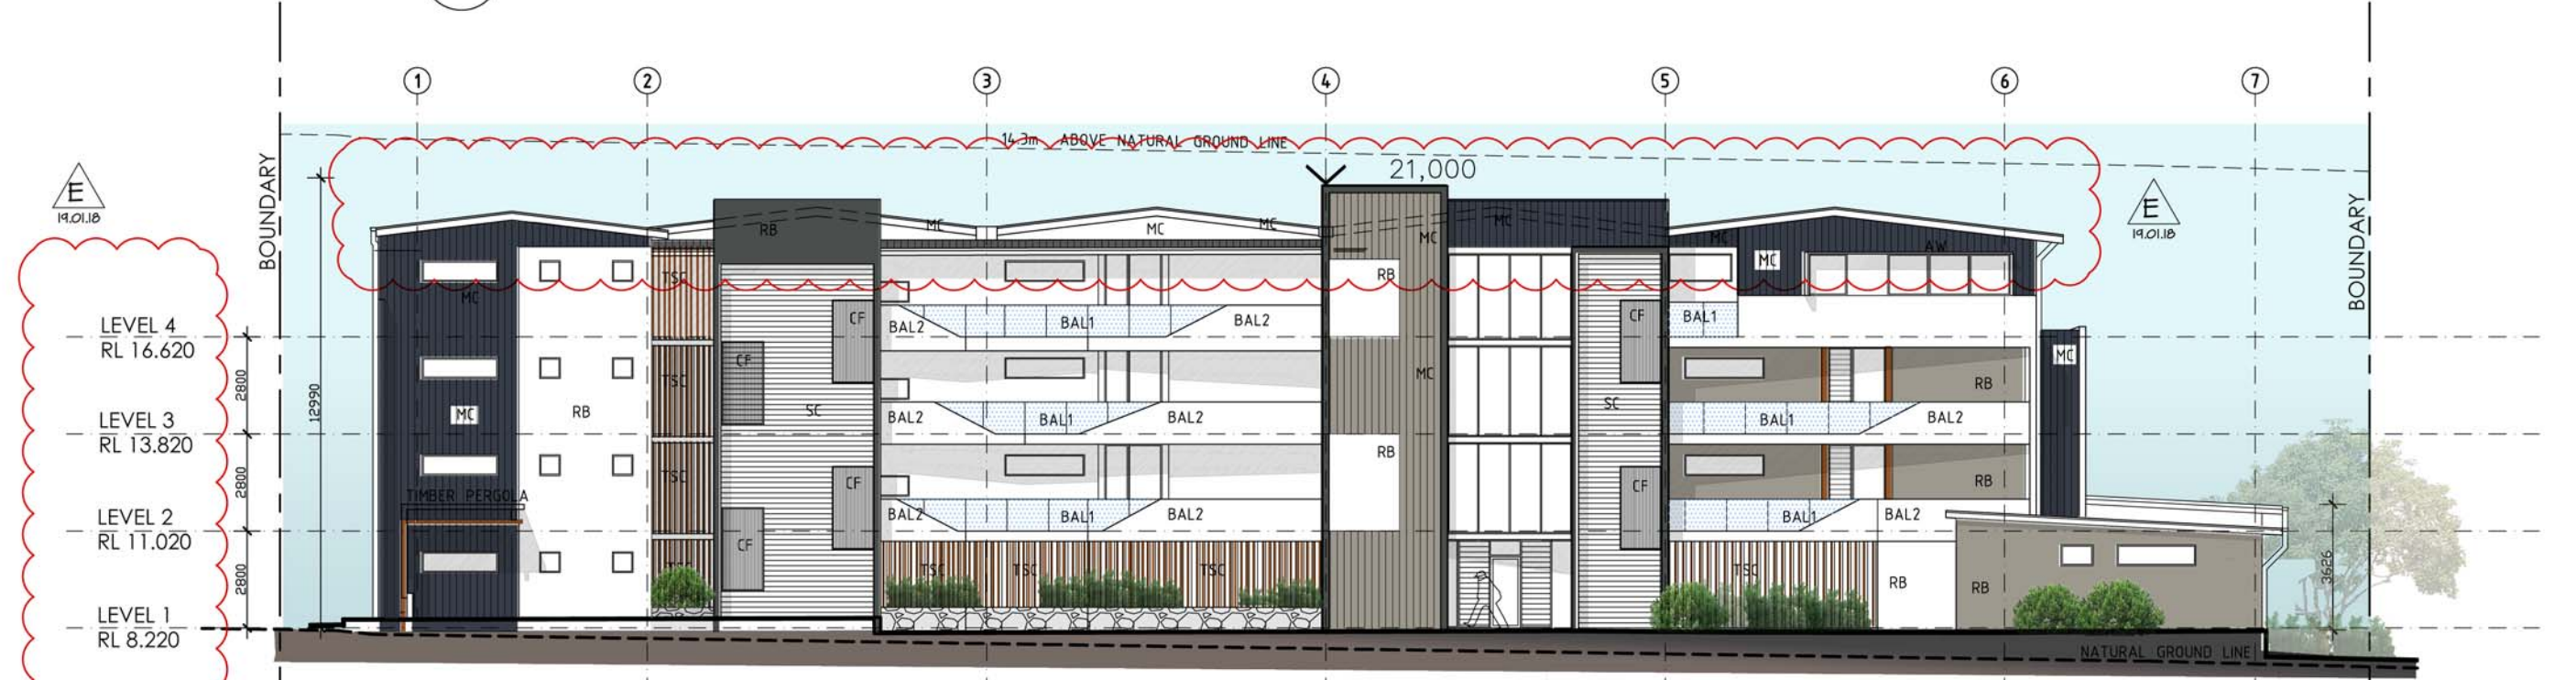 1 2 3 4 5 6 7
14.3m ABOVE NATURAL GROUND LINE
21,000
BOUNDARY
BOUNDARY
E
19.01.18
E
19.01.18
RB MC MC MC MC MC MC AW
MC
TSC RB MC
MC
LEVEL 4
RL 16.620
CF BAL2 BAL1 BAL2 CF BAL1
12990
2800
CF TSC MC MC RB
MC RB SC BAL2 BAL1 BAL2 SC BAL1 BAL2
LEVEL 3
RL 13.820
2800
RB
TSC CF CF RB
TIMBER PERGOLA
LEVEL 2
RL 11.020
BAL2 BAL1 BAL2 BAL1 BAL2
2800
CF
TSC TSC TSC TSC TSC RB RB
3626
LEVEL 1
RL 8.220
NATURAL GROUND LINE